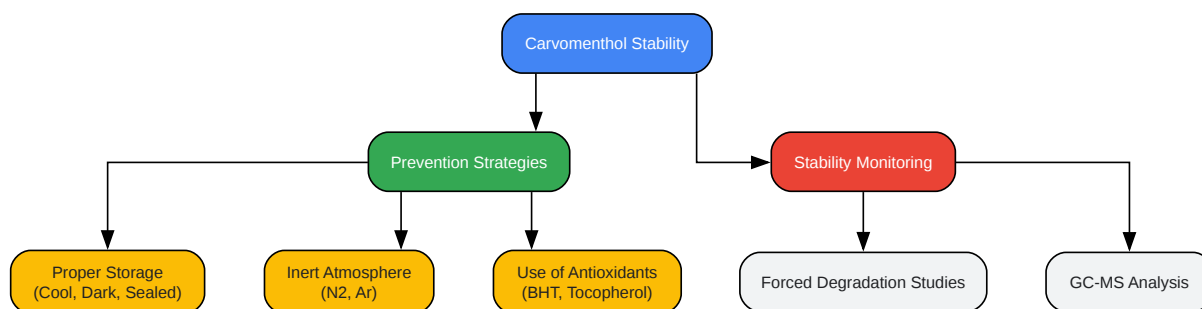 Carvomenthol Stability
Prevention Strategies
Stability Monitoring
Proper Storage
(Cool, Dark, Sealed)
Inert Atmosphere
(N2, Ar)
Use of Antioxidants
(BHT, Tocopherol)
Forced Degradation Studies
GC-MS Analysis